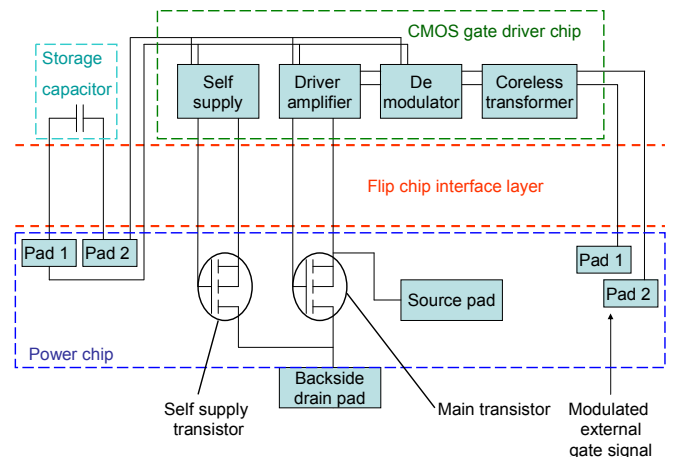 CMOS gate driver chip
Storage
capacitor
Self
supply
Driver
amplifier
De
modulator
Coreless
transformer
Flip chip interface layer
Pad 1
Pad 2
Pad 1
Pad 2
Source pad
Power chip
Backside
drain pad
Self supply
transistor
Main transistor
Modulated
external
gate signal